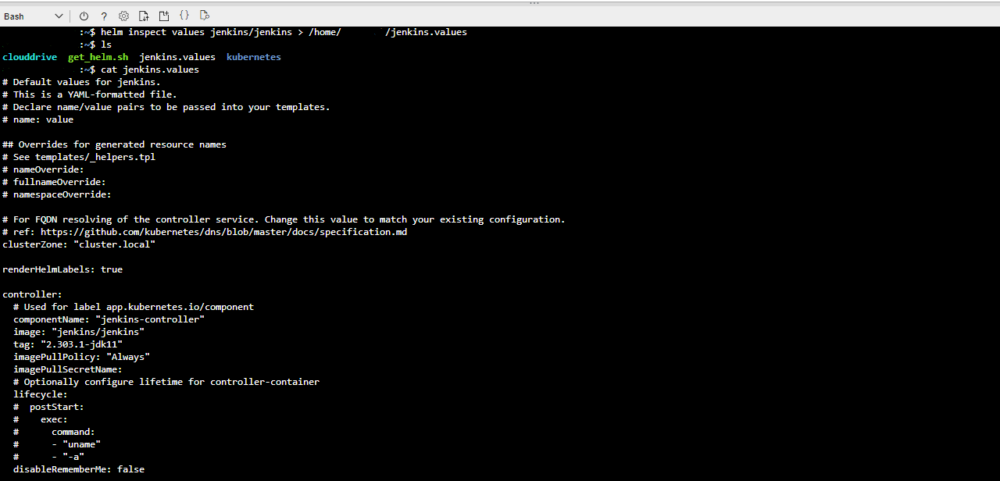 Bash
? {}
:~$ helm inspect values jenkins/jenkins > /home/ /jenkins.values
:~$ ls
clouddrive get_helm.sh jenkins.values kubernetes
:~$ cat jenkins.values
# Default values for jenkins.
# This is a YAML-formatted file.
# Declare name/value pairs to be passed into your templates.
# name: value

## Overrides for generated resource names
# See templates/_helpers.tpl
# nameOverride:
# fullnameOverride:
# namespaceOverride:

# For FQDN resolving of the controller service. Change this value to match your existing configuration.
# ref: https://github.com/kubernetes/dns/blob/master/docs/specification.md
clusterZone: "cluster.local"

renderHelmLabels: true

controller:
  # Used for label app.kubernetes.io/component
  componentName: "jenkins-controller"
  image: "jenkins/jenkins"
  tag: "2.303.1-jdk11"
  imagePullPolicy: "Always"
  imagePullSecretName:
  # Optionally configure lifetime for controller-container
  lifecycle:
  #  postStart:
  #    exec:
  #      command:
  #      - "uname"
  #      - "-a"
  disableRememberMe: false